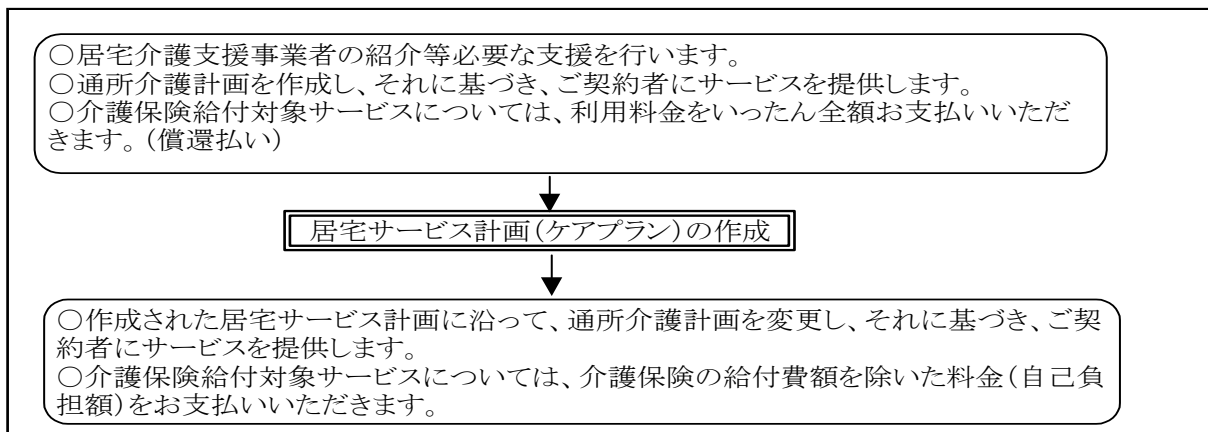 ○居宅介護支援事業者の紹介等必要な支援を行います。
○通所介護計画を作成し、それに基づき、ご契約者にサービスを提供します。
○介護保険給付対象サービスについては、利用料金をいったん全額お支払いいただ
きます。(償還払い)
居宅サービス計画(ケアプラン)の作成
○作成された居宅サービス計画に沿って、通所介護計画を変更し、それに基づき、ご契
約者にサービスを提供します。
○介護保険給付対象サービスについては、介護保険の給付費額を除いた料金(自己負
担額)をお支払いいただきます。